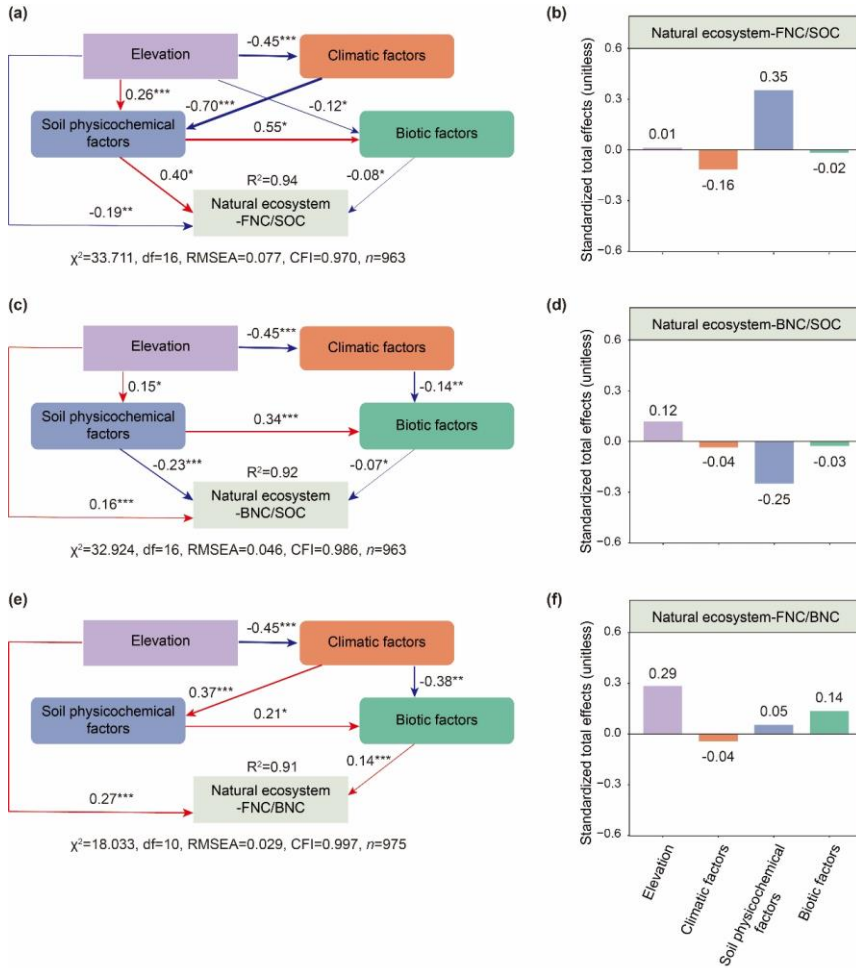 (a)
Elevation
-0.45***
Climatic factors
0.26***
-0.70***
-0.12*
Soil physicochemical
factors
0.55*
Biotic factors
0.40*
R²=0.94
-0.08*
Natural ecosystem
-FNC/SOC
-0.19**
χ²=33.711, df=16, RMSEA=0.077, CFI=0.970, n=963
(b)
Natural ecosystem-FNC/SOC
Standardized total effects (unitless)
0.6
0.3
0.0
−0.3
−0.6
0.01
-0.16
0.35
-0.02
(c)
Elevation
-0.45***
Climatic factors
0.15*
-0.14**
Soil physicochemical
factors
0.34***
Biotic factors
-0.23***
R²=0.92
-0.07*
Natural ecosystem
-BNC/SOC
0.16***
χ²=32.924, df=16, RMSEA=0.046, CFI=0.986, n=963
(d)
Natural ecosystem-BNC/SOC
Standardized total effects (unitless)
0.6
0.3
0.0
−0.3
−0.6
0.12
-0.04
-0.25
-0.03
(e)
Elevation
-0.45***
Climatic factors
0.37***
-0.38**
Soil physicochemical
factors
0.21*
Biotic factors
R²=0.91
0.14***
Natural ecosystem
-FNC/BNC
0.27***
χ²=18.033, df=10, RMSEA=0.029, CFI=0.997, n=975
(f)
Natural ecosystem-FNC/BNC
Standardized total effects (unitless)
0.6
0.3
0.0
−0.3
−0.6
0.29
-0.04
0.05
0.14
Elevation
Climatic factors
Soil physicochemical
factors
Biotic factors